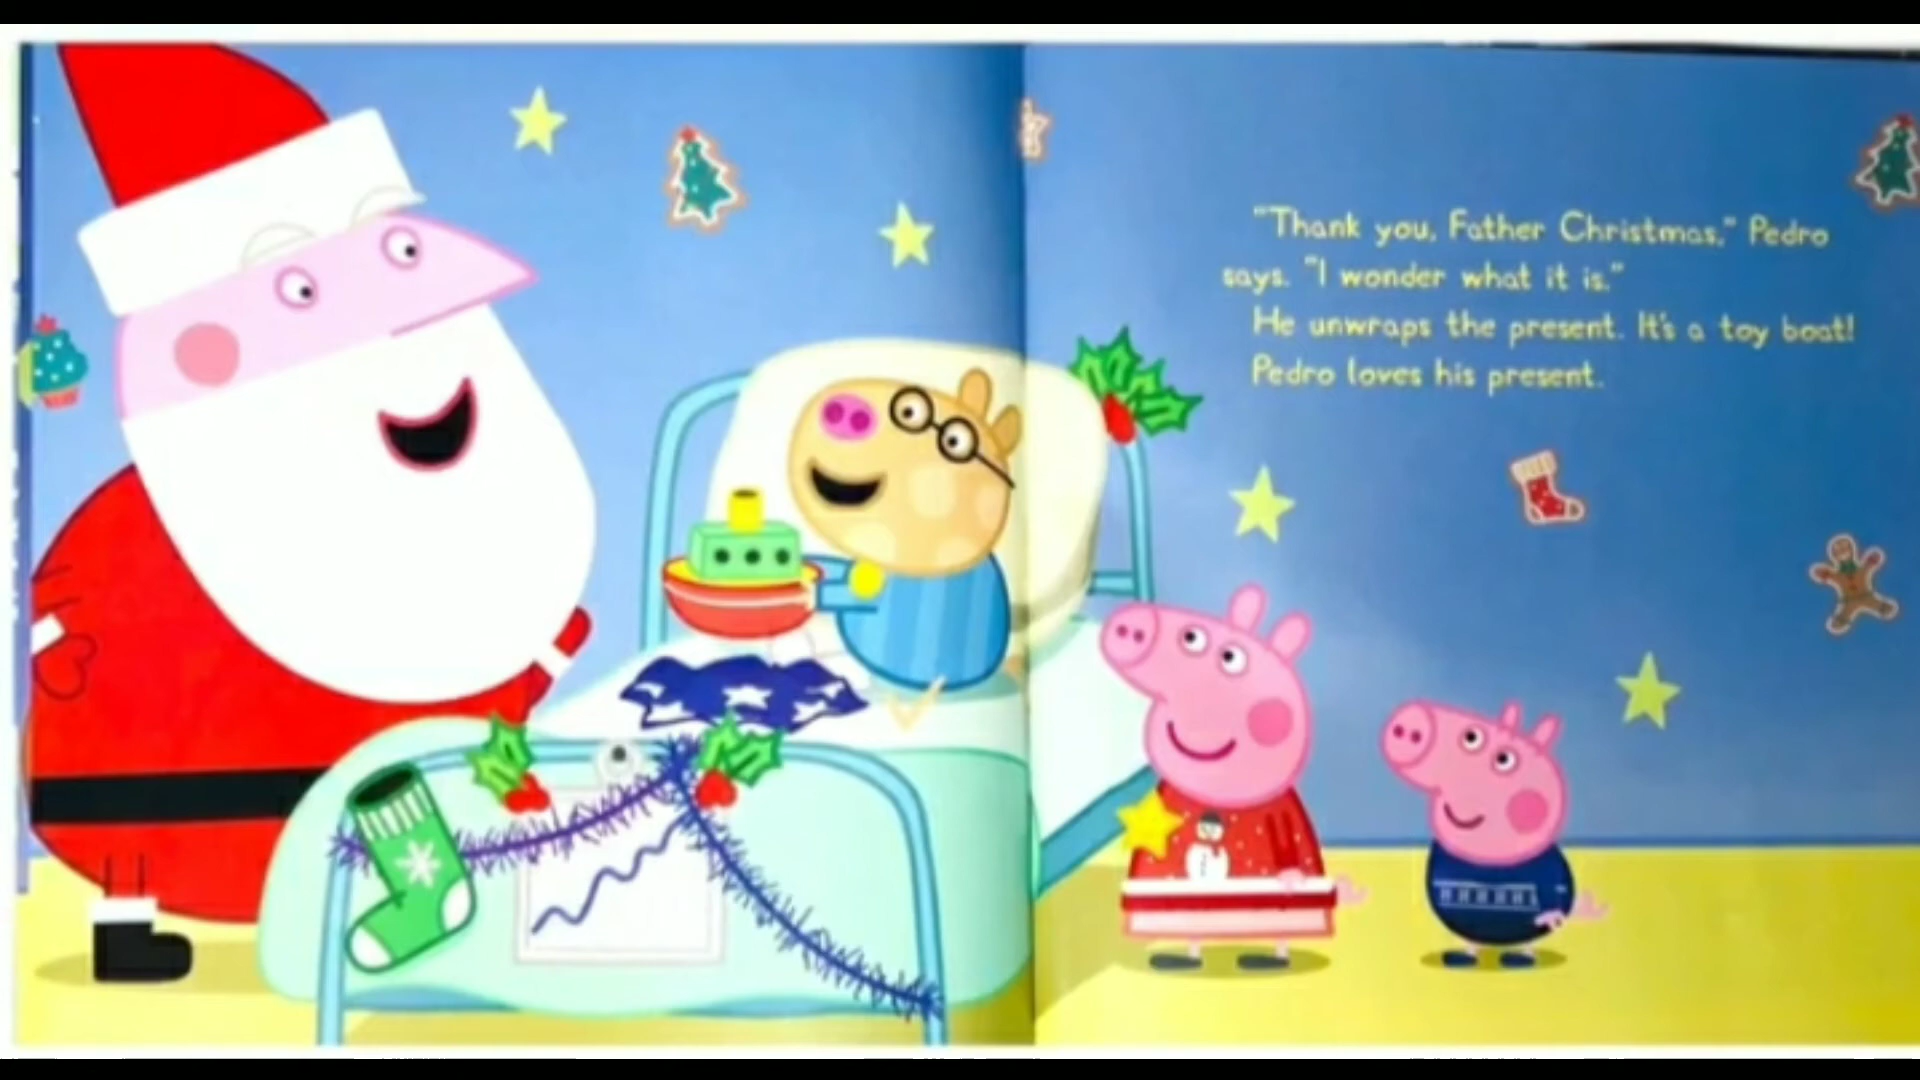 "Thank you, Father Christmas," Pedro
says. "I wonder what it is."
He unwraps the present. It's a toy boat!
Pedro loves his present.